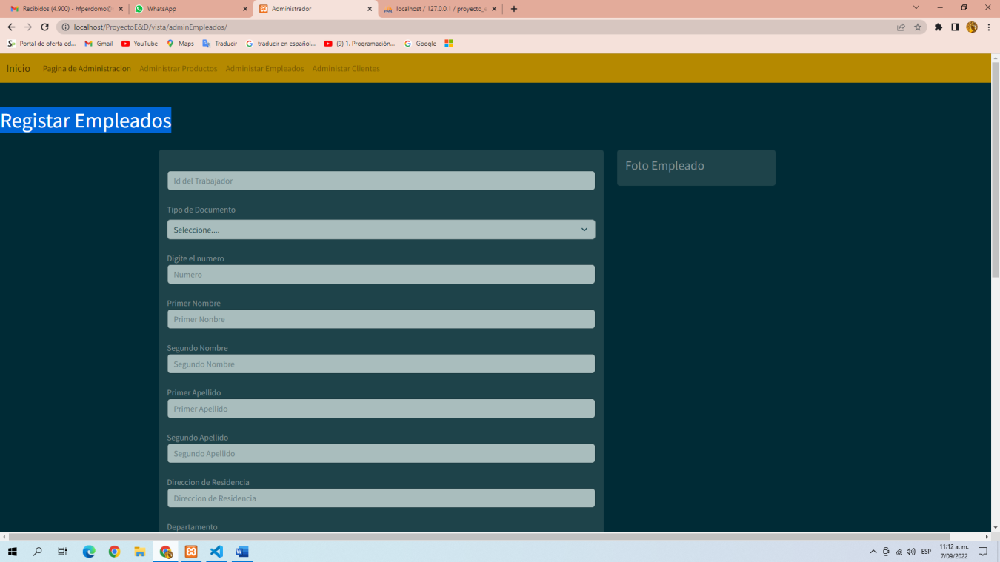 Recibidos (4.900) - hfperdomo@
WhatsApp
Administrador
localhost / 127.0.0.1 / proyecto_
localhost/ProyectoE&D/vista/adminEmpleados/
Portal de oferta ed...
Gmail
YouTube
Maps
Traducir
traducir en español...
(9) 1. Programación...
Google
Inicio
Pagina de Administracion
Administrar Productos
Administar Empleados
Administar Clientes
Registar Empleados
Foto Empleado
Id del Trabajador
Tipo de Documento
Seleccione....
Digite el numero
Numero
Primer Nombre
Primer Nonbre
Segundo Nombre
Segundo Nombre
Primer Apellido
Primer Apellido
Segundo Apellido
Segundo Apellido
Direccion de Residencia
Direccion de Residencia
Departamento
ESP
11:12 a. m.
7/09/2022